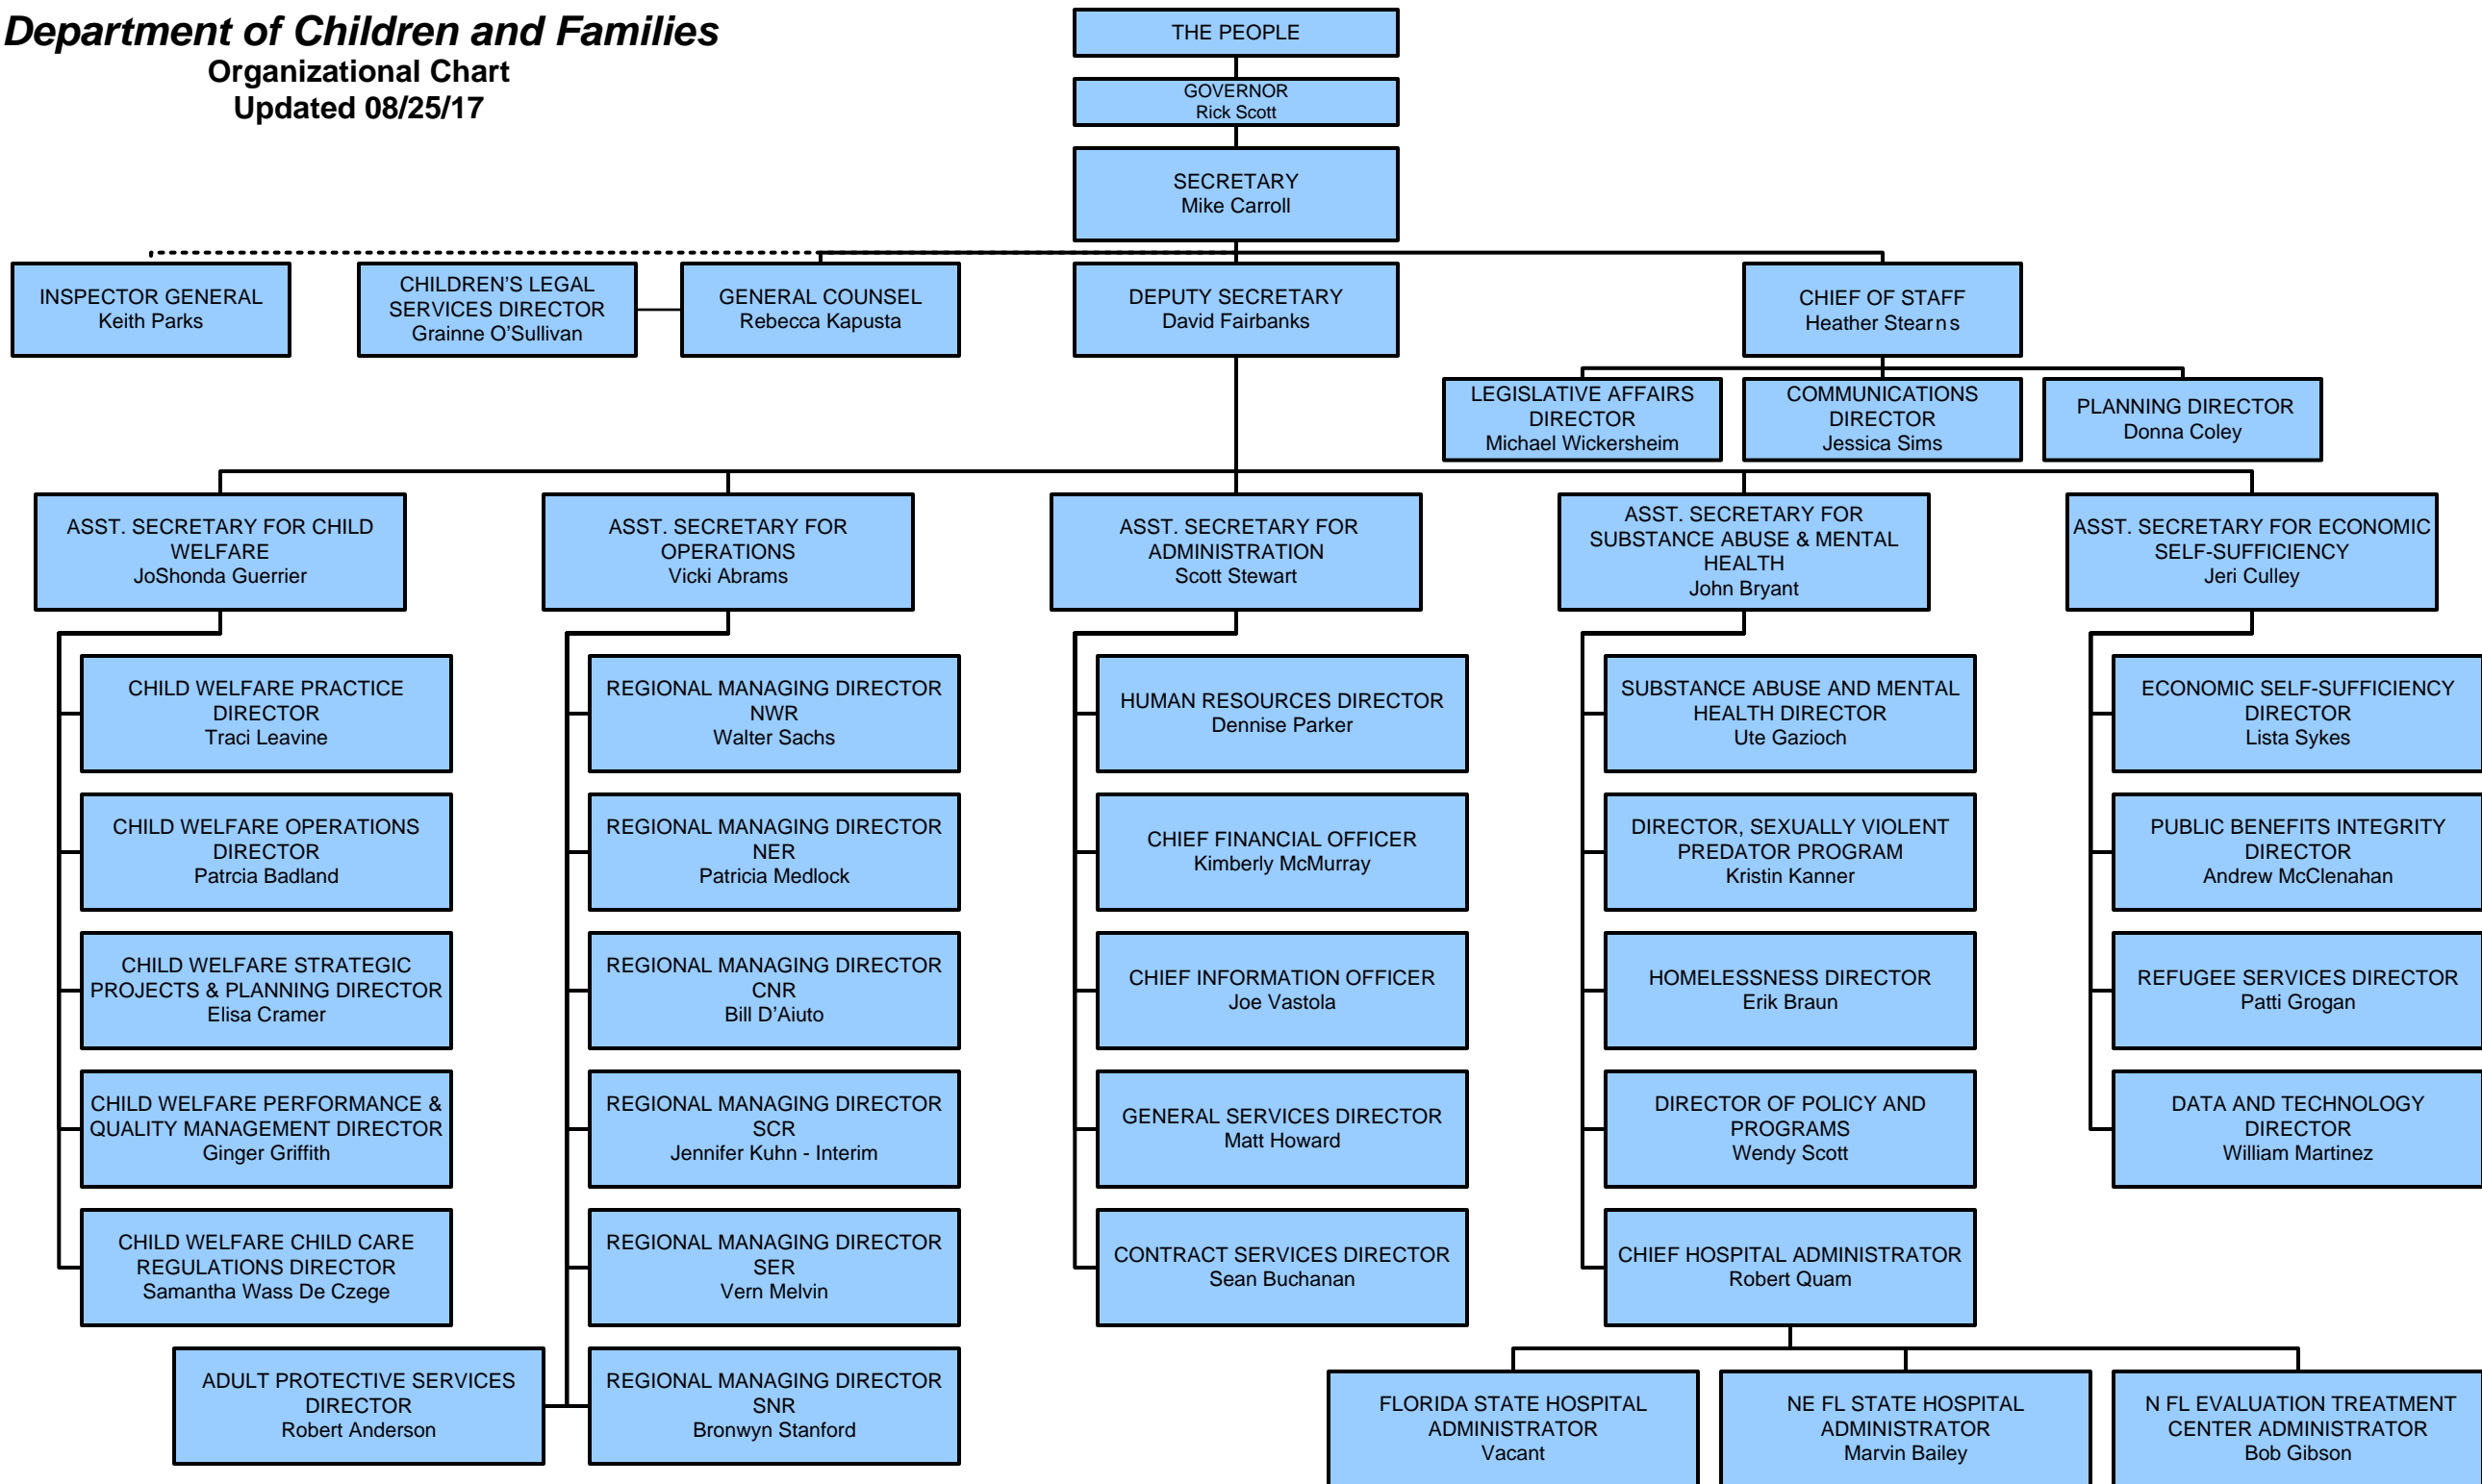 Department of Children and Families
Organizational Chart
Updated 08/25/17
THE PEOPLE
GOVERNOR
Rick Scott
SECRETARY
Mike Carroll
INSPECTOR GENERAL
Keith Parks
CHILDREN'S LEGAL
SERVICES DIRECTOR
Grainne O'Sullivan
GENERAL COUNSEL
Rebecca Kapusta
DEPUTY SECRETARY
David Fairbanks
CHIEF OF STAFF
Heather Stearns
LEGISLATIVE AFFAIRS
DIRECTOR
Michael Wickersheim
COMMUNICATIONS
DIRECTOR
Jessica Sims
PLANNING DIRECTOR
Donna Coley
ASST. SECRETARY FOR CHILD
WELFARE
JoShonda Guerrier
ASST. SECRETARY FOR
OPERATIONS
Vicki Abrams
ASST. SECRETARY FOR
ADMINISTRATION
Scott Stewart
ASST. SECRETARY FOR
SUBSTANCE ABUSE & MENTAL
HEALTH
John Bryant
ASST. SECRETARY FOR ECONOMIC
SELF-SUFFICIENCY
Jeri Culley
CHILD WELFARE PRACTICE
DIRECTOR
Traci Leavine
CHILD WELFARE OPERATIONS
DIRECTOR
Patrcia Badland
CHILD WELFARE STRATEGIC
PROJECTS & PLANNING DIRECTOR
Elisa Cramer
CHILD WELFARE PERFORMANCE &
QUALITY MANAGEMENT DIRECTOR
Ginger Griffith
CHILD WELFARE CHILD CARE
REGULATIONS DIRECTOR
Samantha Wass De Czege
ADULT PROTECTIVE SERVICES
DIRECTOR
Robert Anderson
REGIONAL MANAGING DIRECTOR
NWR
Walter Sachs
REGIONAL MANAGING DIRECTOR
NER
Patricia Medlock
REGIONAL MANAGING DIRECTOR
CNR
Bill D'Aiuto
REGIONAL MANAGING DIRECTOR
SCR
Jennifer Kuhn - Interim
REGIONAL MANAGING DIRECTOR
SER
Vern Melvin
REGIONAL MANAGING DIRECTOR
SNR
Bronwyn Stanford
HUMAN RESOURCES DIRECTOR
Dennise Parker
CHIEF FINANCIAL OFFICER
Kimberly McMurray
CHIEF INFORMATION OFFICER
Joe Vastola
GENERAL SERVICES DIRECTOR
Matt Howard
CONTRACT SERVICES DIRECTOR
Sean Buchanan
SUBSTANCE ABUSE AND MENTAL
HEALTH DIRECTOR
Ute Gazioch
DIRECTOR, SEXUALLY VIOLENT
PREDATOR PROGRAM
Kristin Kanner
HOMELESSNESS DIRECTOR
Erik Braun
DIRECTOR OF POLICY AND
PROGRAMS
Wendy Scott
CHIEF HOSPITAL ADMINISTRATOR
Robert Quam
FLORIDA STATE HOSPITAL
ADMINISTRATOR
Vacant
NE FL STATE HOSPITAL
ADMINISTRATOR
Marvin Bailey
N FL EVALUATION TREATMENT
CENTER ADMINISTRATOR
Bob Gibson
ECONOMIC SELF-SUFFICIENCY
DIRECTOR
Lista Sykes
PUBLIC BENEFITS INTEGRITY
DIRECTOR
Andrew McClenahan
REFUGEE SERVICES DIRECTOR
Patti Grogan
DATA AND TECHNOLOGY
DIRECTOR
William Martinez